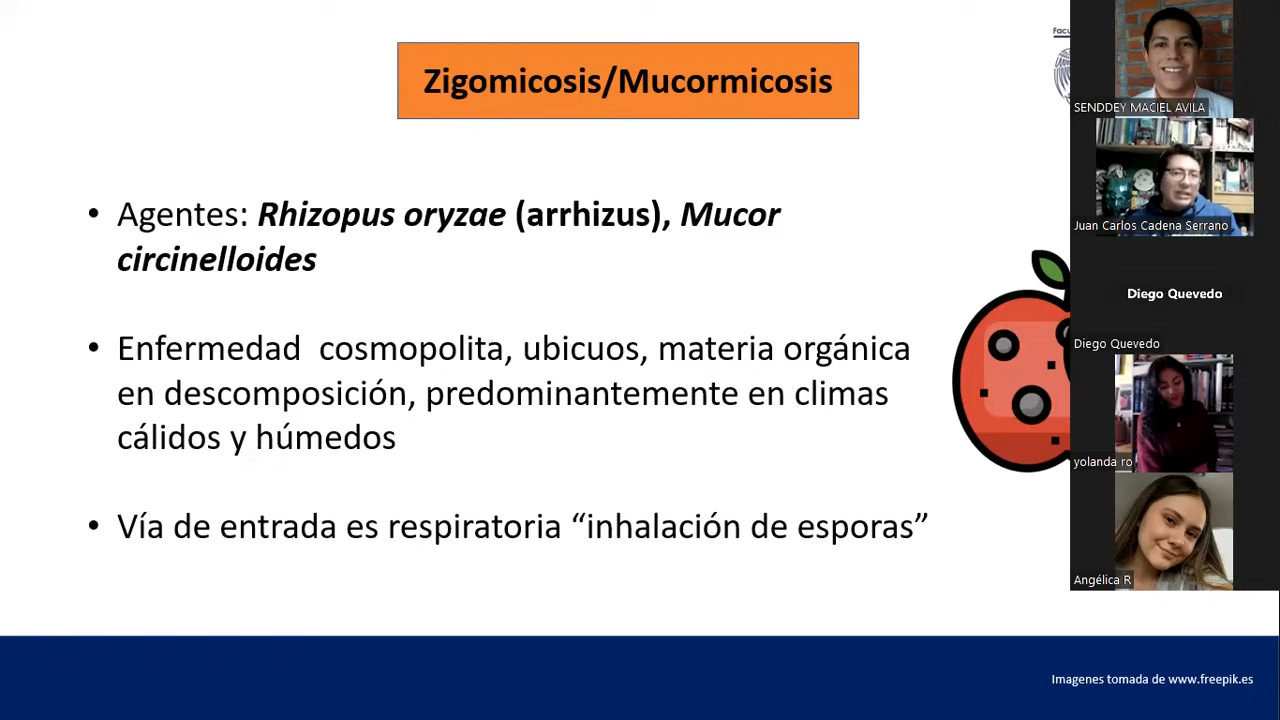 Zigomicosis/Mucormicosis
• Agentes: Rhizopus oryzae (arrhizus), Mucor
circinelloides
• Enfermedad cosmopolita, ubicuos, materia orgánica
en descomposición, predominantemente en climas
cálidos y húmedos
• Vía de entrada es respiratoria “inhalación de esporas”
Imagenes tomada de www.freepik.es
Facu
SENDDEY MACIEL AVILA
Juan Carlos Cadena Serrano
Diego Quevedo
Diego Quevedo
yolanda ro
Angélica R